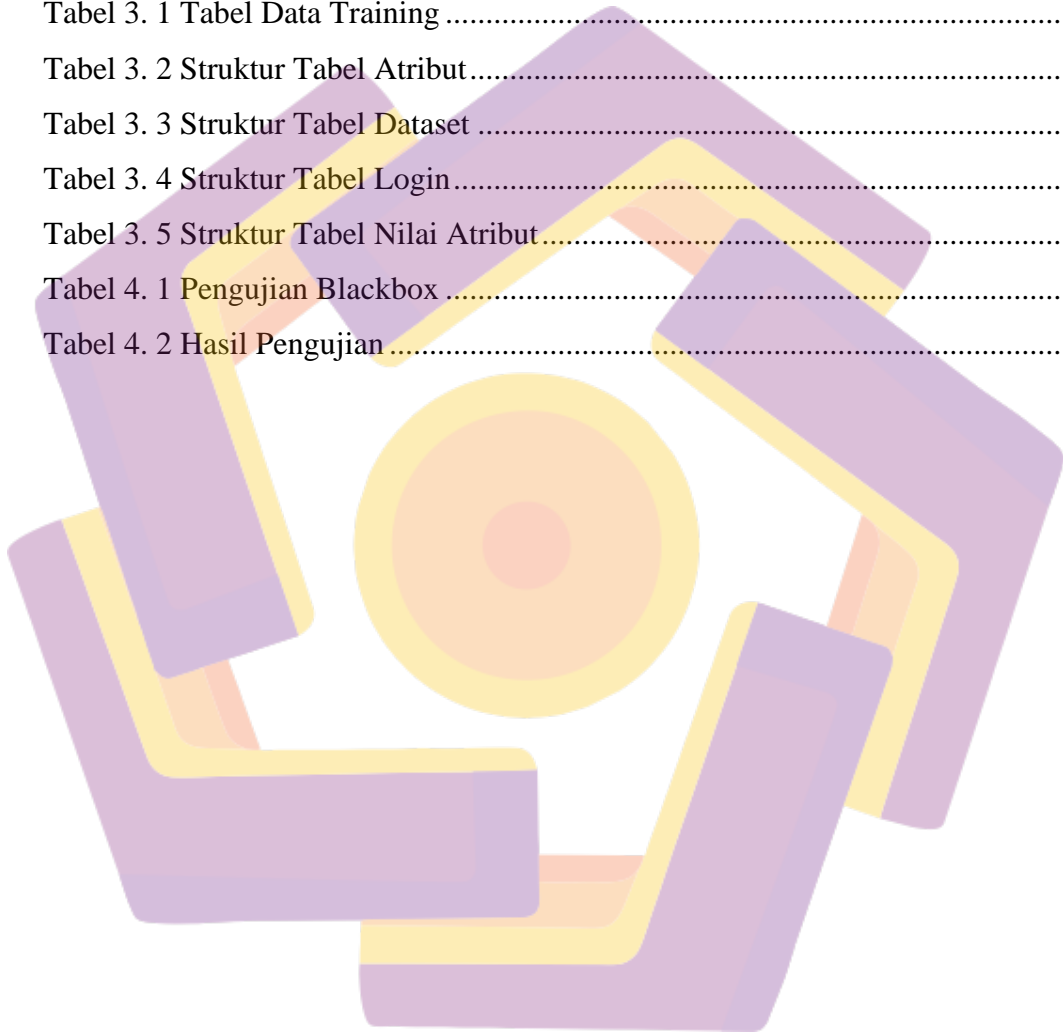 Tabel 3. 1 Tabel Data Training ..........................................................................
Tabel 3. 2 Struktur Tabel Atribut........................................................................
Tabel 3. 3 Struktur Tabel Dataset .......................................................................
Tabel 3. 4 Struktur Tabel Login..........................................................................
Tabel 3. 5 Struktur Tabel Nilai Atribut...............................................................
Tabel 4. 1 Pengujian Blackbox ...........................................................................
Tabel 4. 2 Hasil Pengujian ..................................................................................